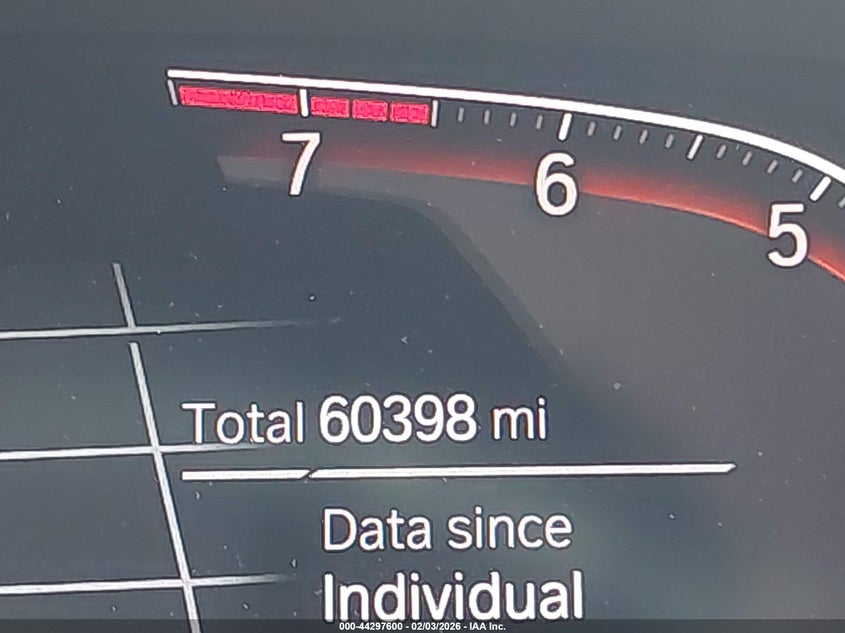 7
6
5
Total 60398 mi
Data since
Individual
000-44297600 - 02/03/2026 - IAA Inc.